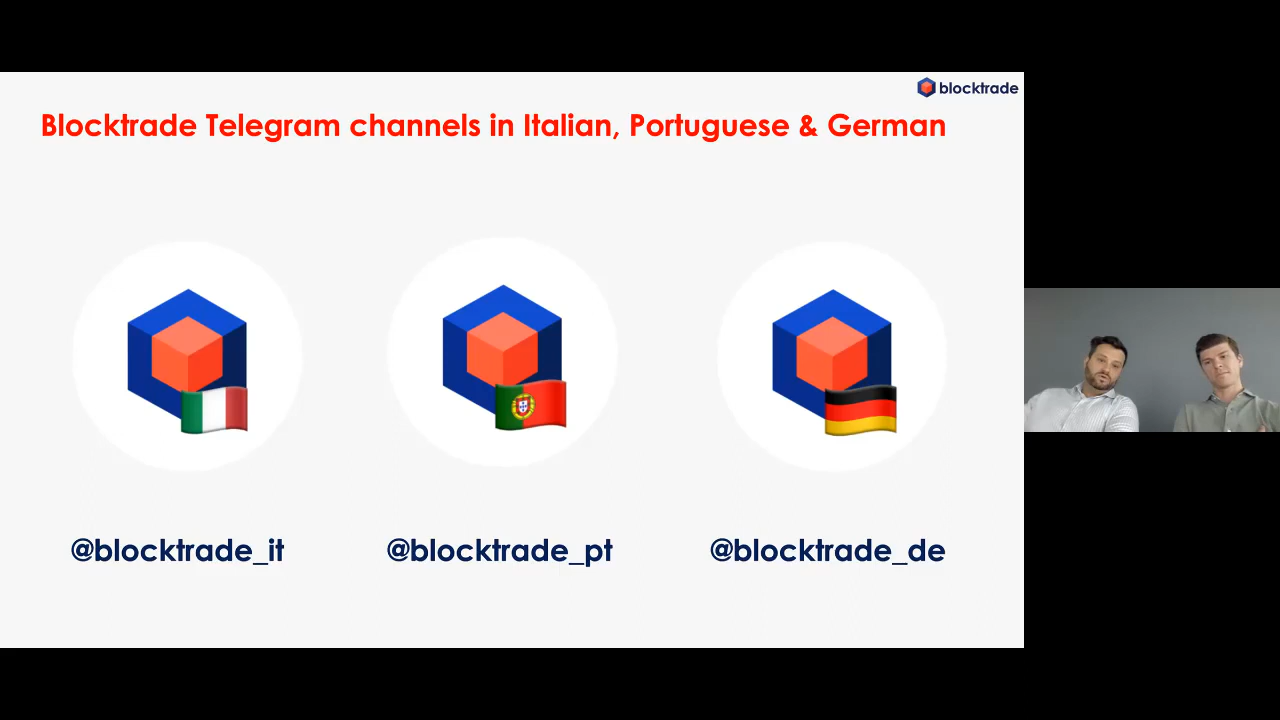 blocktrade
Blocktrade Telegram channels in Italian, Portuguese & German
@blocktrade_it
@blocktrade_pt
@blocktrade_de